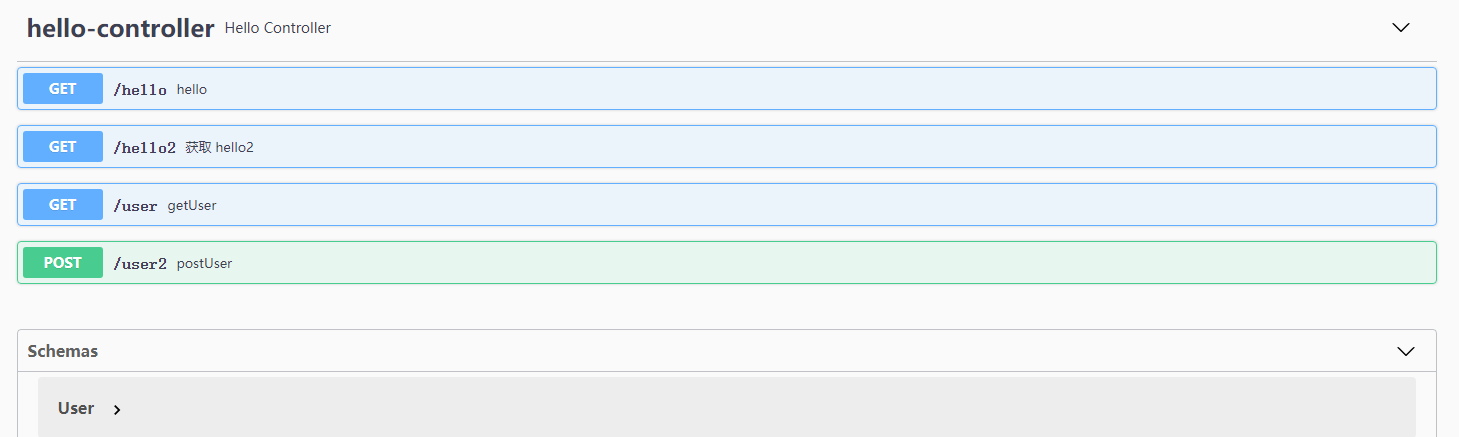 hello-controller Hello Controller
GET /hello hello
GET /hello2 获取 hello2
GET /user getUser
POST /user2 postUser
Schemas
User